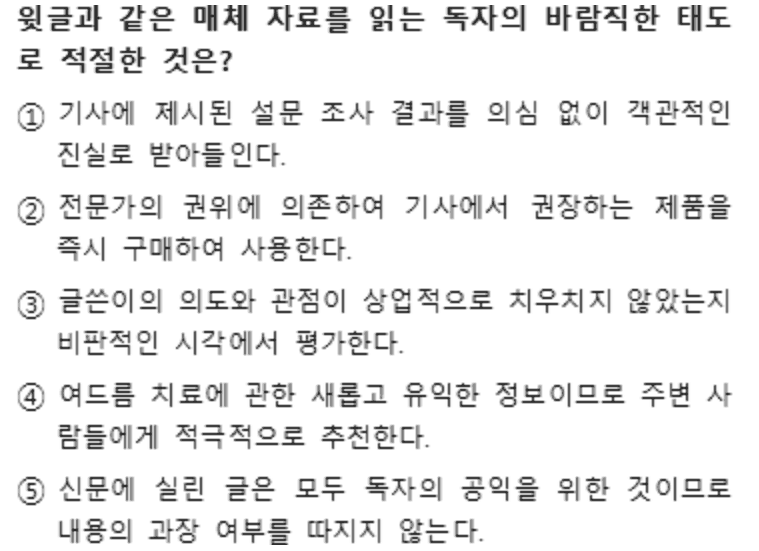 윗글과 같은 매체 자료를 읽는 독자의 바람직한 태도
로 적절한 것은?
① 기사에 제시된 설문 조사 결과를 의심 없이 객관적인
진실로 받아들인다.
② 전문가의 권위에 의존하여 기사에서 권장하는 제품을
즉시 구매하여 사용한다.
③ 글쓴이의 의도와 관점이 상업적으로 치우치지 않았는지
비판적인 시각에서 평가한다.
④ 여드름 치료에 관한 새롭고 유익한 정보이므로 주변 사
람들에게 적극적으로 추천한다.
⑤ 신문에 실린 글은 모두 독자의 공익을 위한 것이므로
내용의 과장 여부를 따지지 않는다.